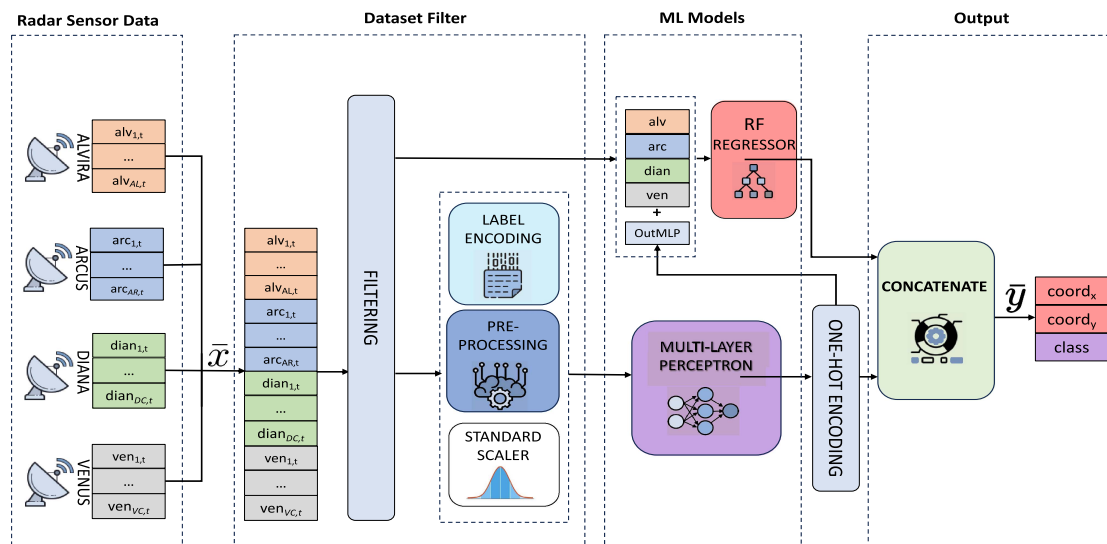 Radar Sensor Data
Dataset Filter
ML Models
Output
ALVIRA
alv1,t
...
alvAL,t
ARCUS
arc1,t
...
arcAR,t
DIANA
dian1,t
...
dianDC,t
VENUS
ven1,t
...
venVC,t
x̄
alv1,t
...
alvAL,t
arc1,t
...
arcAR,t
dian1,t
...
dianDC,t
ven1,t
...
venVC,t
FILTERING
LABEL
ENCODING
PRE-
PROCESSING
STANDARD
SCALER
alv
arc
dian
ven
+
OutMLP
RF
REGRESSOR
MULTI-LAYER
PERCEPTRON
ONE-HOT ENCODING
CONCATENATE
ȳ
coordx
coordy
class